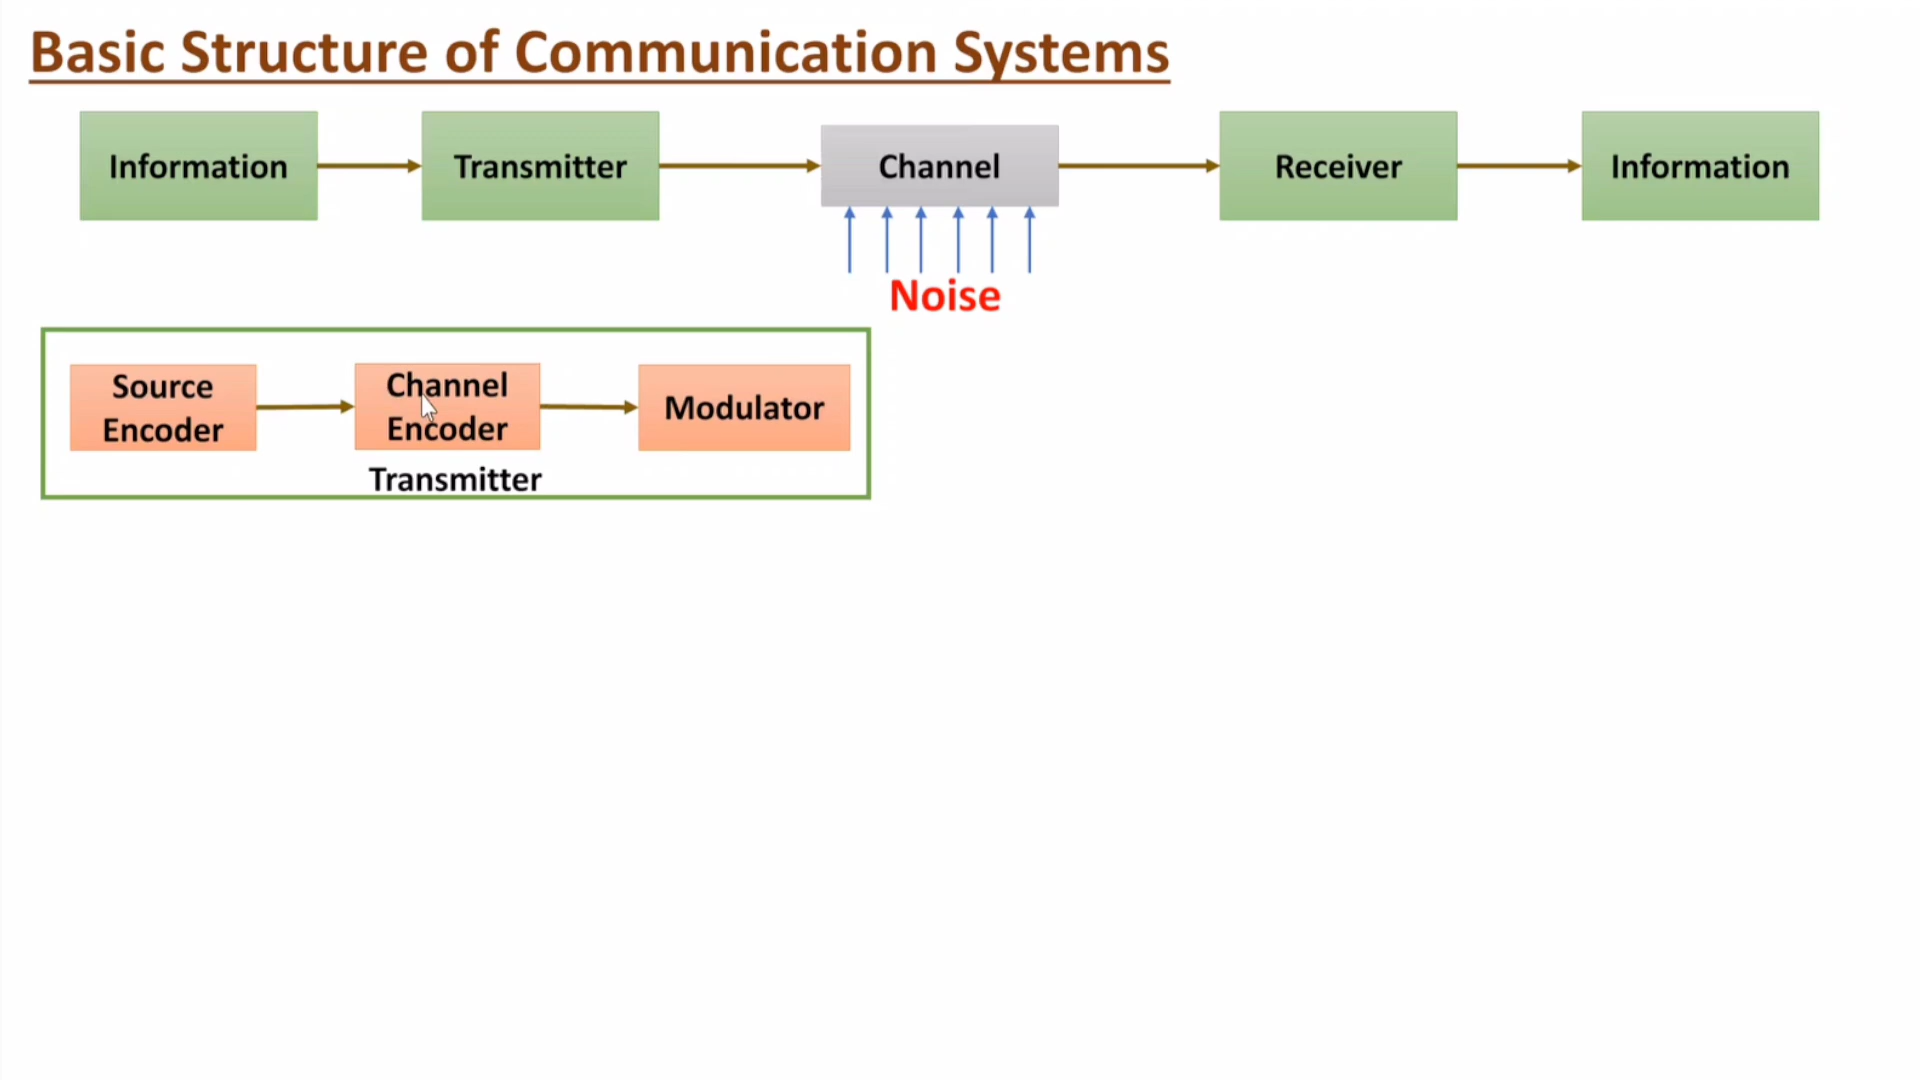 Basic Structure of Communication Systems
Information
Transmitter
Channel
Receiver
Information
Noise
Source
Encoder
Channel
Encoder
Modulator
Transmitter